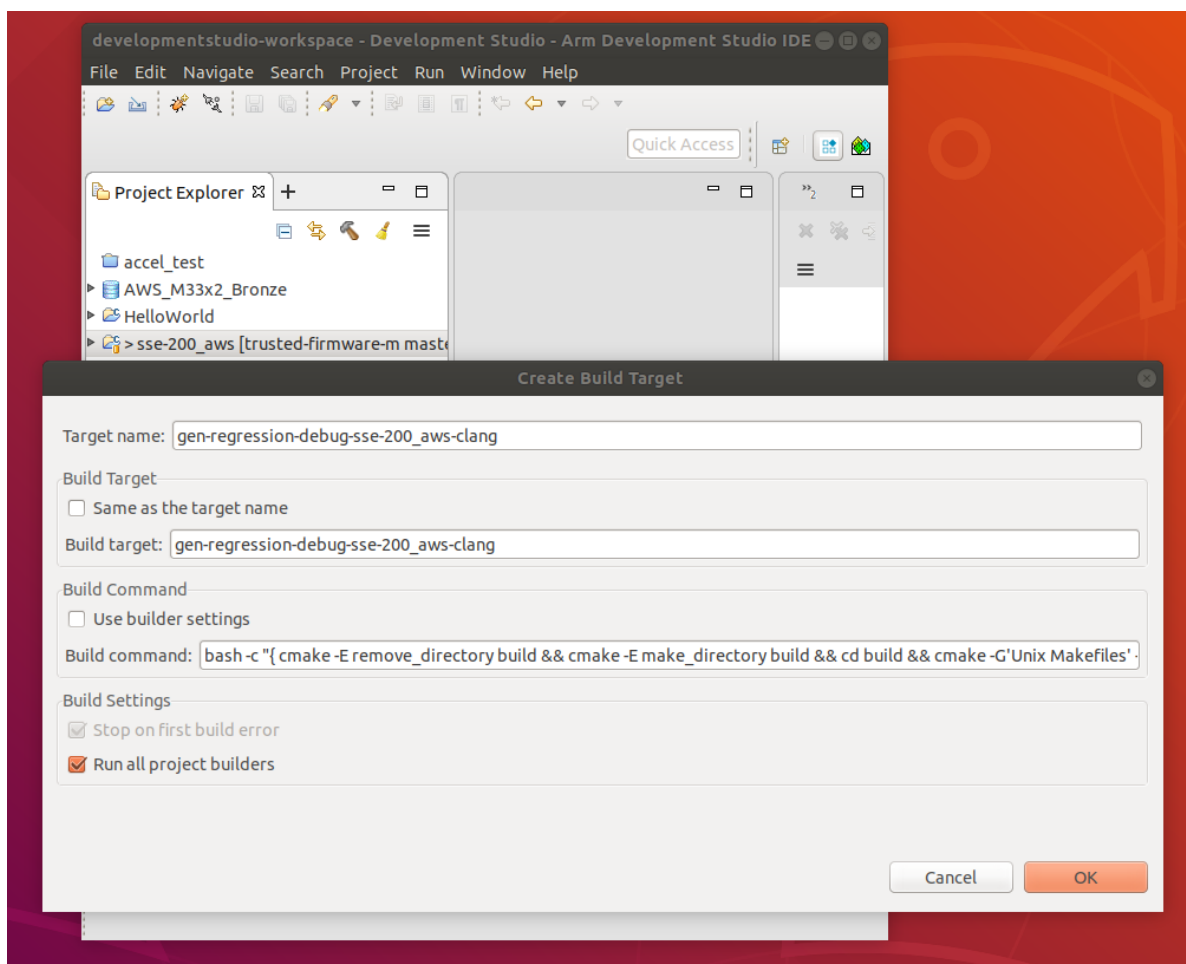 developmentstudio-workspace - Development Studio - Arm Development Studio IDE
File Edit Navigate Search Project Run Window Help
Quick Access
Project Explorer
accel_test
AWS_M33x2_Bronze
HelloWorld
> sse-200_aws [trusted-firmware-m maste
Create Build Target
Target name: gen-regression-debug-sse-200_aws-clang
Build Target
Same as the target name
Build target: gen-regression-debug-sse-200_aws-clang
Build Command
Use builder settings
Build command: bash -c "{ cmake -E remove_directory build && cmake -E make_directory build && cd build && cmake -G'Unix Makefiles' -
Build Settings
Stop on first build error
Run all project builders
Cancel OK